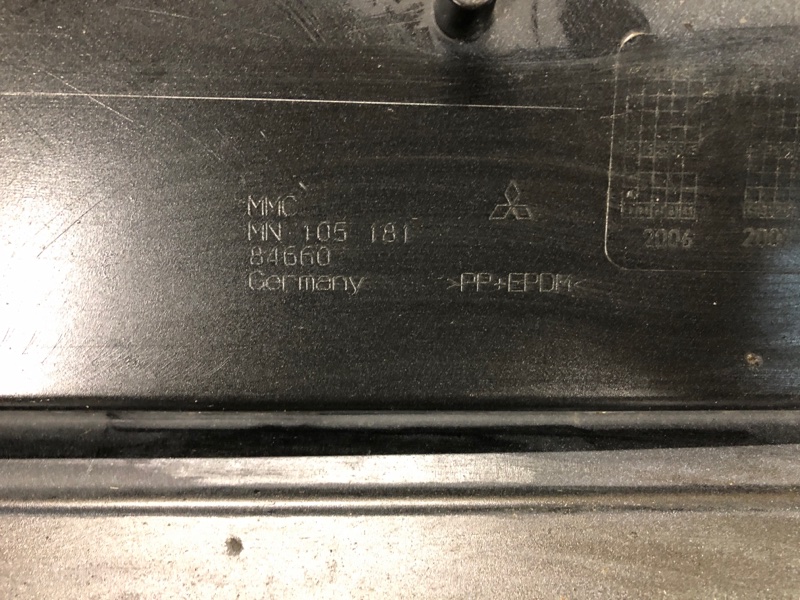 MMC
MN 105 181
84660
Germany
>PP+EPDM<
2006